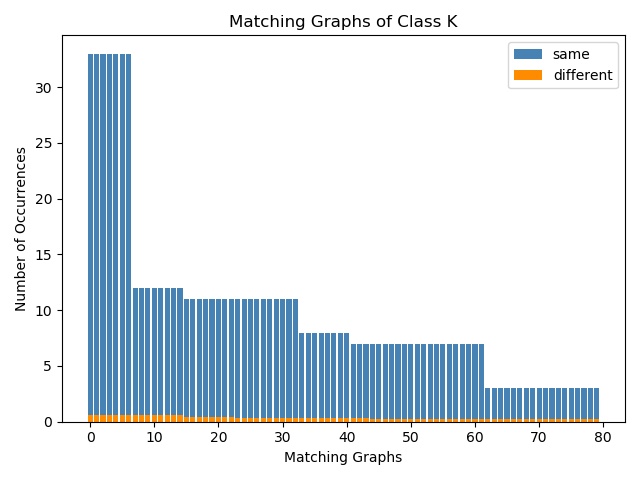 Matching Graphs of Class K
same
different
Number of Occurrences
30
25
20
15
10
5
0
0 10 20 30 40 50 60 70 80
Matching Graphs